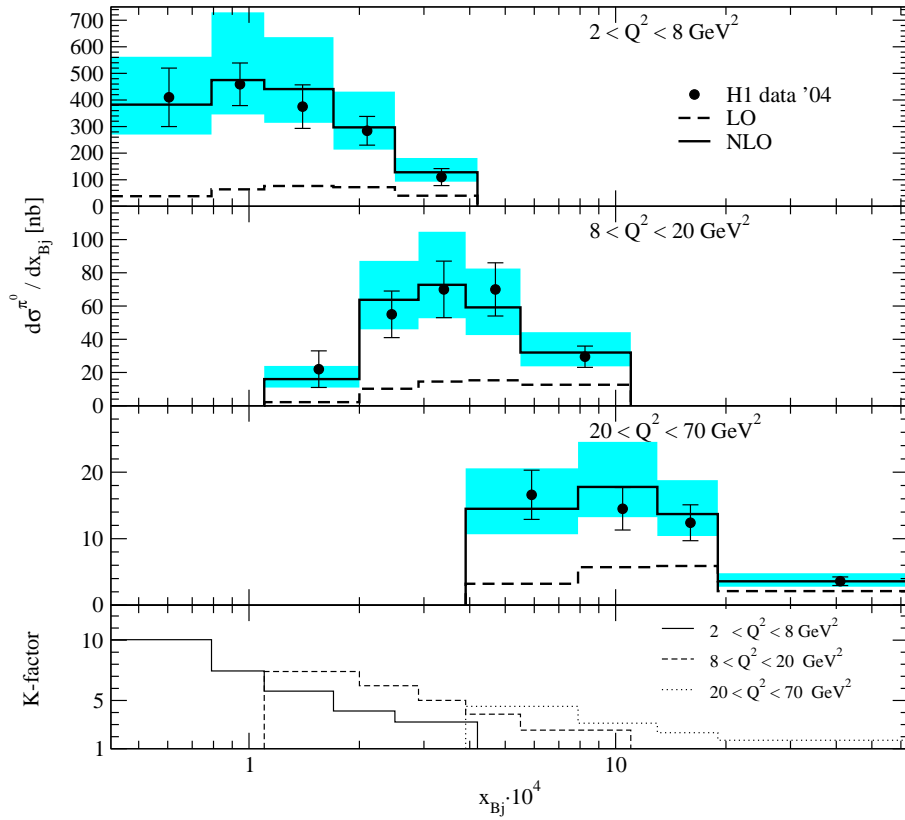 700
600
500
400
300
200
100
0
2 < Q² < 8 GeV²
H1 data '04
LO
NLO
dσ^π⁰ / dx_Bj [nb]
100
80
60
40
20
0
8 < Q² < 20 GeV²
20
10
0
20 < Q² < 70 GeV²
K-factor
10
5
1
2 < Q² < 8 GeV²
8 < Q² < 20 GeV²
20 < Q² < 70 GeV²
1
10
x_Bj·10⁴